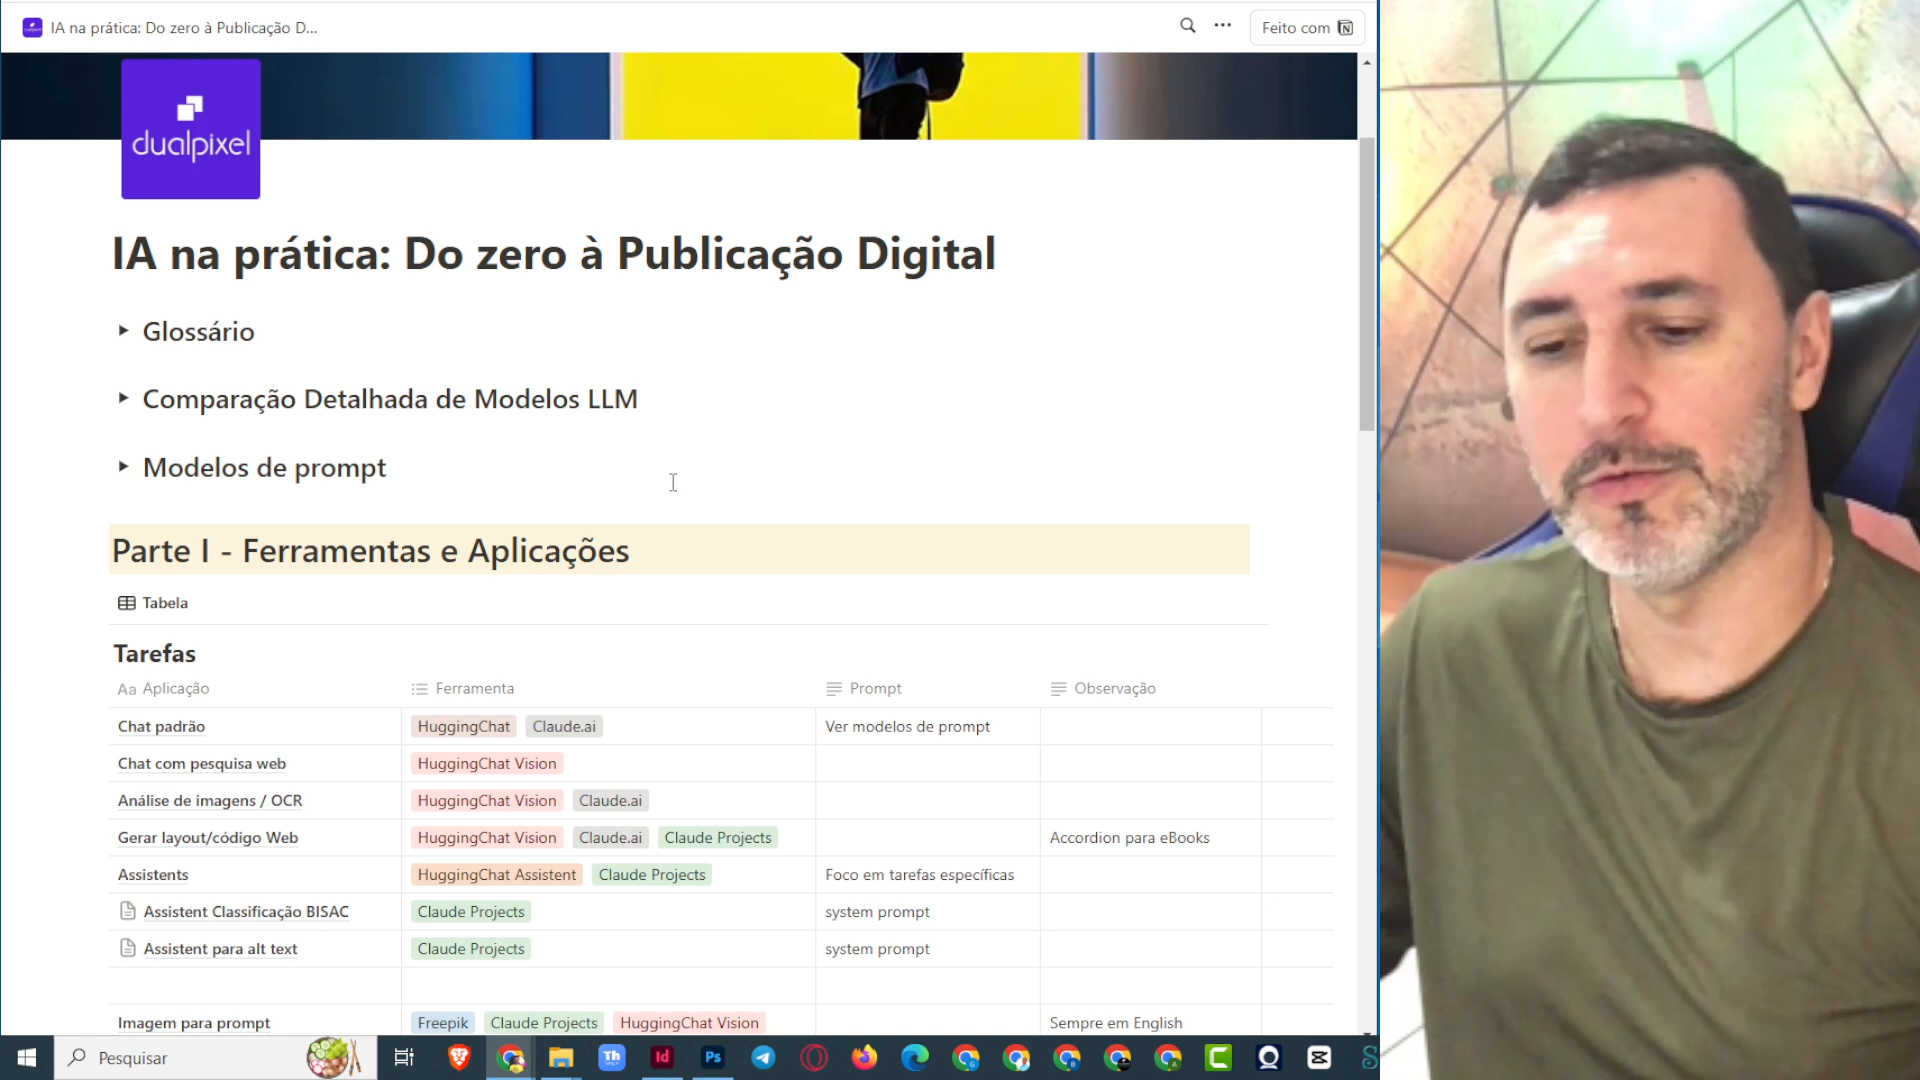 IA na prática: Do zero à Publicação D...
Feito com
dualpixel
IA na prática: Do zero à Publicação Digital
Glossário
Comparação Detalhada de Modelos LLM
Modelos de prompt
Parte I - Ferramentas e Aplicações
Tabela
Tarefas
Aa Aplicação Ferramenta Prompt Observação
Chat padrão HuggingChat Claude.ai Ver modelos de prompt
Chat com pesquisa web HuggingChat Vision
Análise de imagens / OCR HuggingChat Vision Claude.ai
Gerar layout/código Web HuggingChat Vision Claude.ai Claude Projects Accordion para eBooks
Assistents HuggingChat Assistent Claude Projects Foco em tarefas específicas
Assistent Classificação BISAC Claude Projects system prompt
Assistent para alt text Claude Projects system prompt
Imagem para prompt Freepik Claude Projects HuggingChat Vision Sempre em English
Pesquisar Th Id Ps